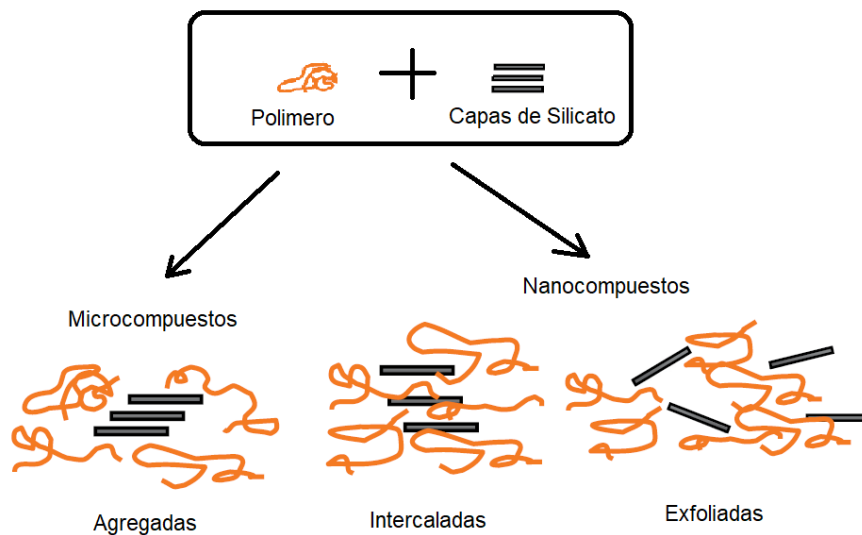 Polimero
Capas de Silicato
Microcompuestos
Nanocompuestos
Agregadas
Intercaladas
Exfoliadas